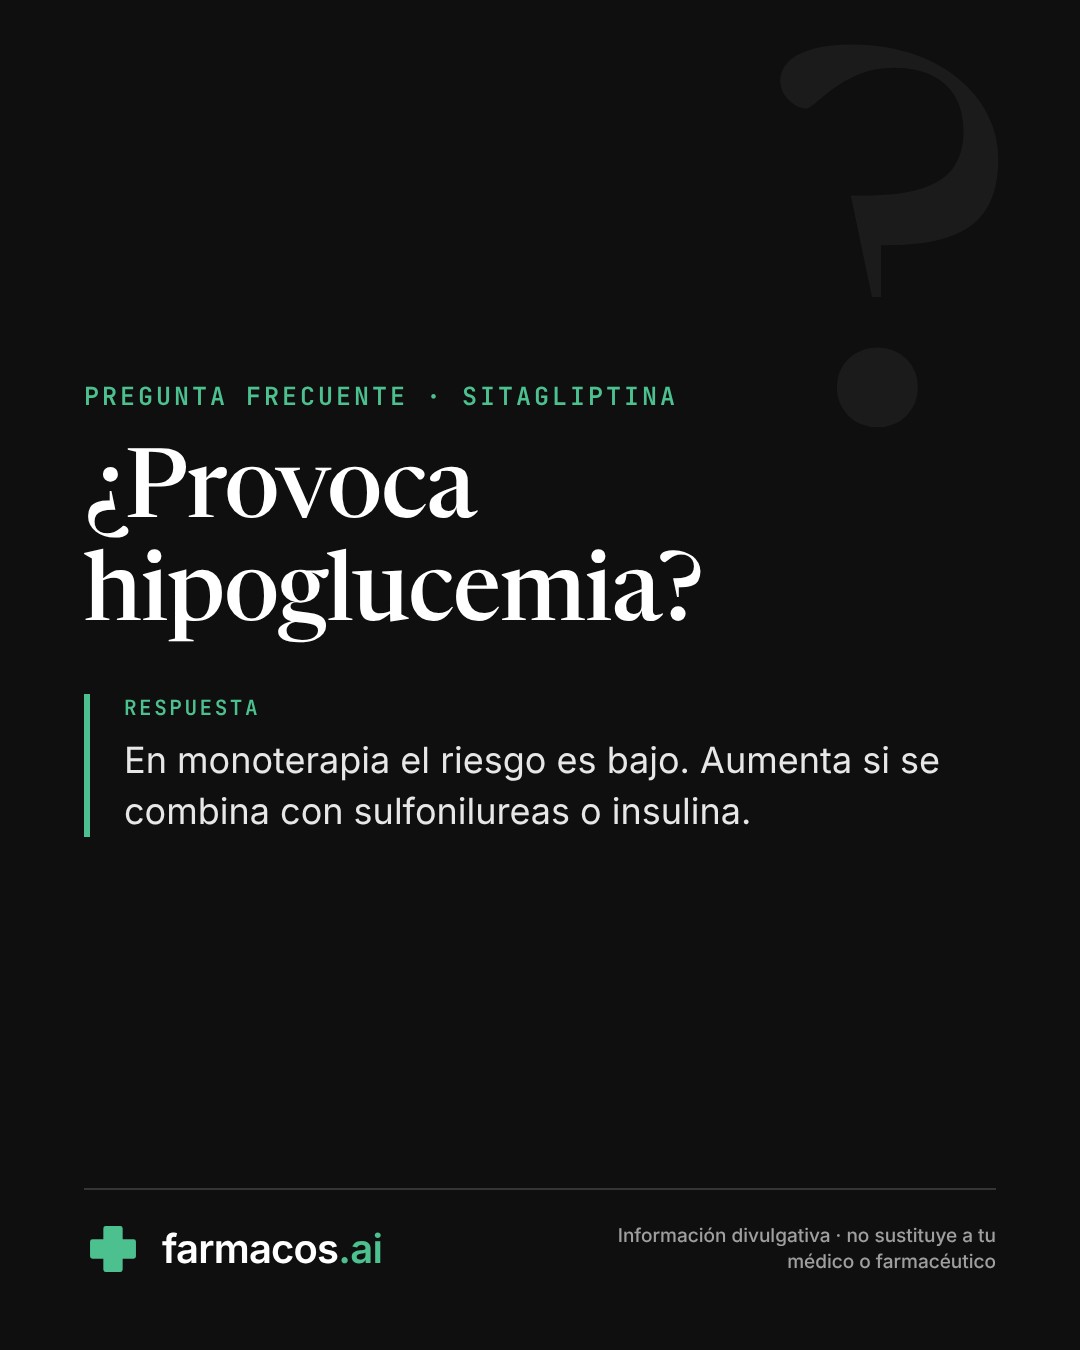 PREGUNTA FRECUENTE · SITAGLIPTINA
¿Provoca
hipoglucemia?
RESPUESTA
En monoterapia el riesgo es bajo. Aumenta si se
combina con sulfonilureas o insulina.
farmacos.ai
Información divulgativa · no sustituye a tu
médico o farmacéutico
?